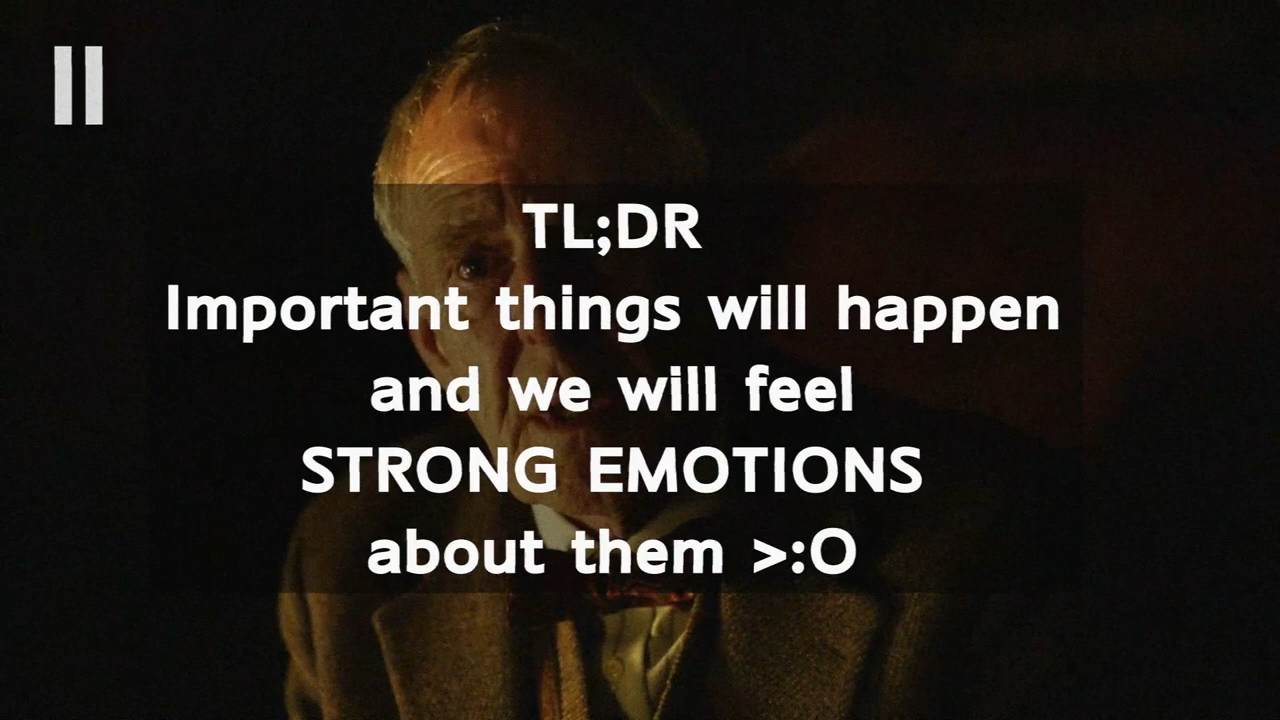 TL;DR
Important things will happen
and we will feel
STRONG EMOTIONS
about them >:O